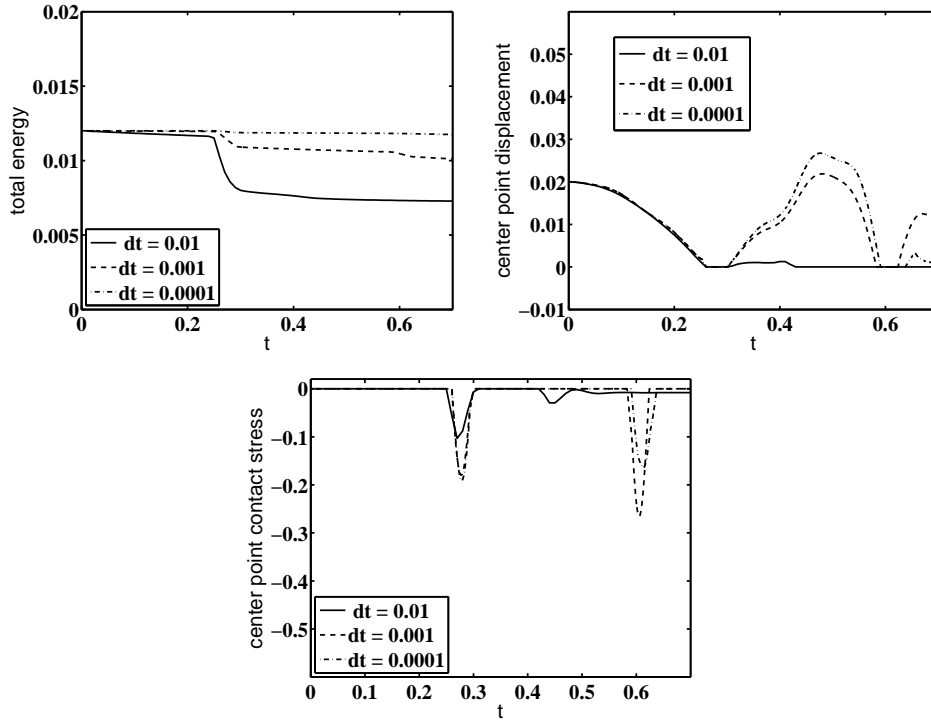 0.02
0.015
0.01
0.005
0
total energy
dt = 0.01
dt = 0.001
dt = 0.0001
0 0.2 0.4 0.6
t
0.05
0.04
0.03
0.02
0.01
0
−0.01
center point displacement
dt = 0.01
dt = 0.001
dt = 0.0001
0 0.2 0.4 0.6
t
0
−0.1
−0.2
−0.3
−0.4
−0.5
center point contact stress
dt = 0.01
dt = 0.001
dt = 0.0001
0 0.1 0.2 0.3 0.4 0.5 0.6
t